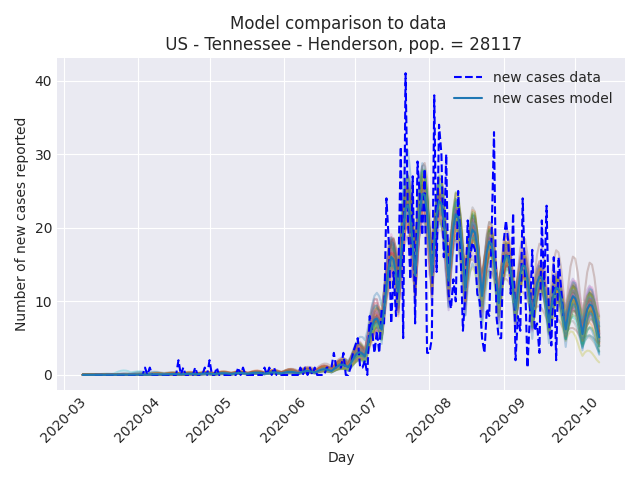 Model comparison to data
US - Tennessee - Henderson, pop. = 28117
new cases data
new cases model
Number of new cases reported
40
30
20
10
0
2020-03
2020-04
2020-05
2020-06
2020-07
2020-08
2020-09
2020-10
Day